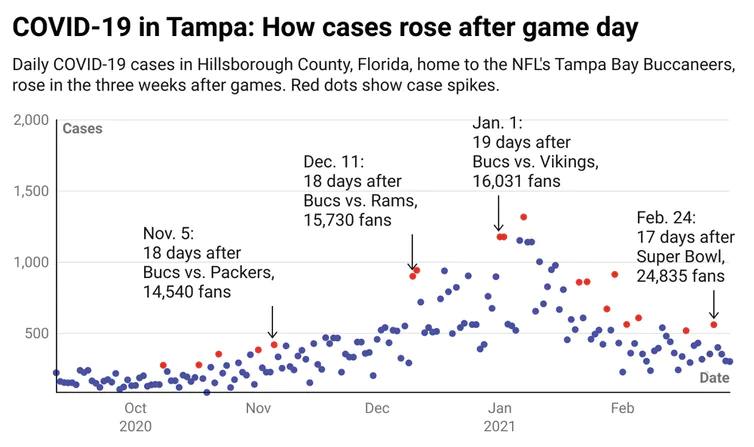 COVID-19 in Tampa: How cases rose after game day
Daily COVID-19 cases in Hillsborough County, Florida, home to the NFL's Tampa Bay Buccaneers,
rose in the three weeks after games. Red dots show case spikes.
2,000
Cases
Jan. 1:
19 days after
Bucs vs. Vikings,
16,031 fans
Dec. 11:
18 days after
Bucs vs. Rams,
15,730 fans
1,500
Nov. 5:
18 days after
Bucs vs. Packers,
14,540 fans
Feb. 24:
17 days after
Super Bowl,
24,835 fans
1,000
500
Date
Oct
2020
Nov
Dec
Jan
2021
Feb